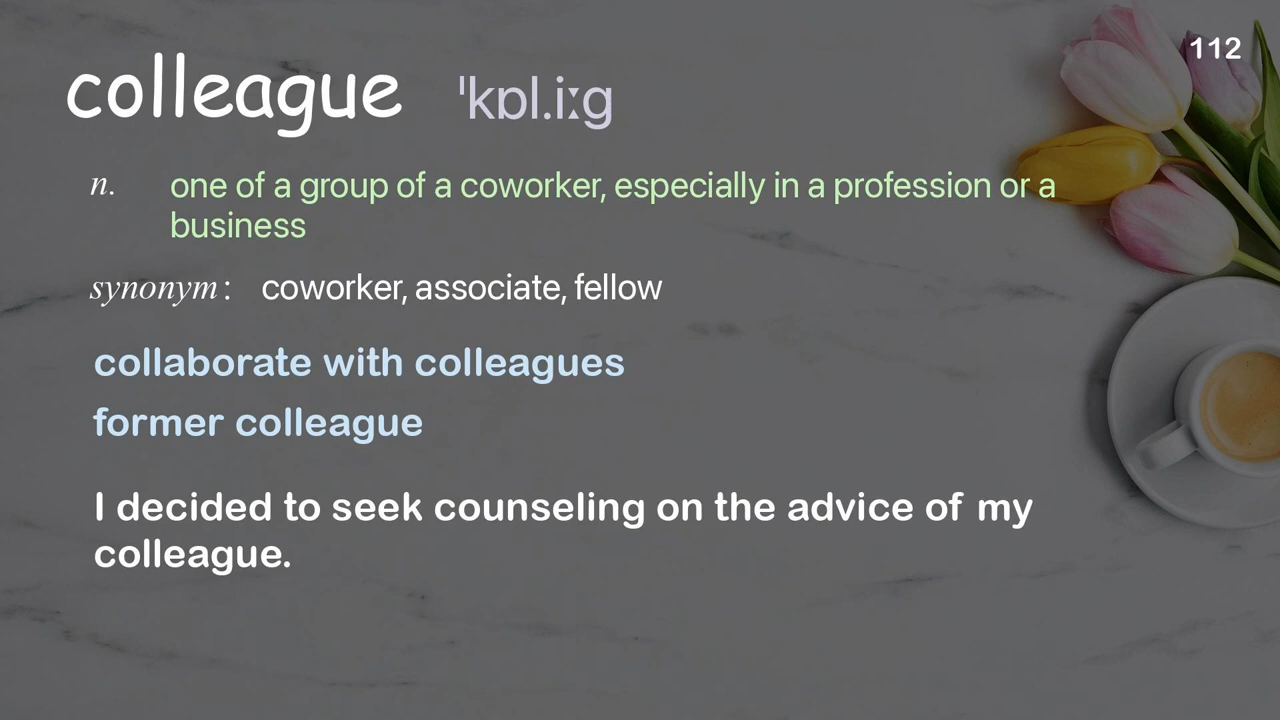 112
colleague ˈkɒl.iːg
n. one of a group of a coworker, especially in a profession or a
business
synonym : coworker, associate, fellow
collaborate with colleagues
former colleague
I decided to seek counseling on the advice of my
colleague.